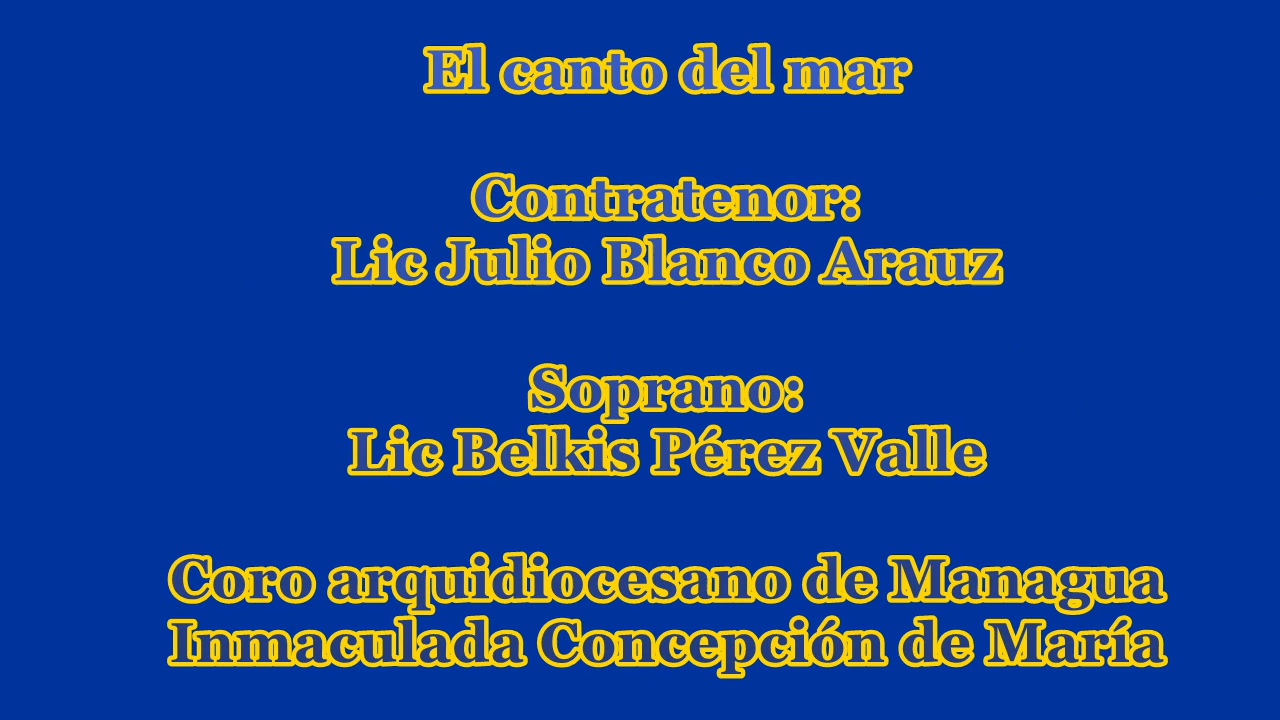 El canto del mar
Contratenor:
Lic Julio Blanco Arauz
Soprano:
Lic Belkis Pérez Valle
Coro arquidiocesano de Managua
Inmaculada Concepción de María